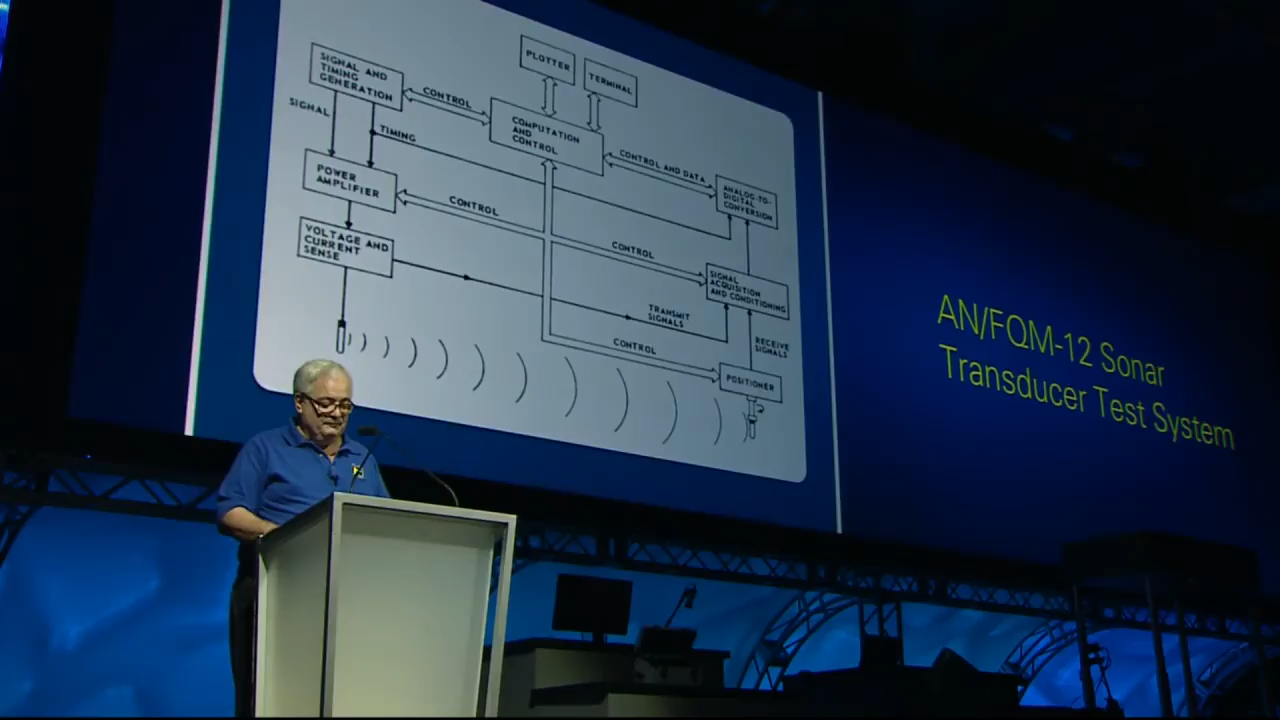 PLOTTER
TERMINAL
SIGNAL AND
TIMING
GENERATION
CONTROL
COMPUTATION
AND
CONTROL
SIGNAL
TIMING
CONTROL AND DATA
ANALOG-TO-
DIGITAL
CONVERSION
POWER
AMPLIFIER
CONTROL
VOLTAGE AND
CURRENT
SENSE
CONTROL
SIGNAL
ACQUISITION
AND CONDITIONING
TRANSMIT
SIGNALS
RECEIVE
SIGNALS
CONTROL
POSITIONER
AN/FQM-12 Sonar
Transducer Test System